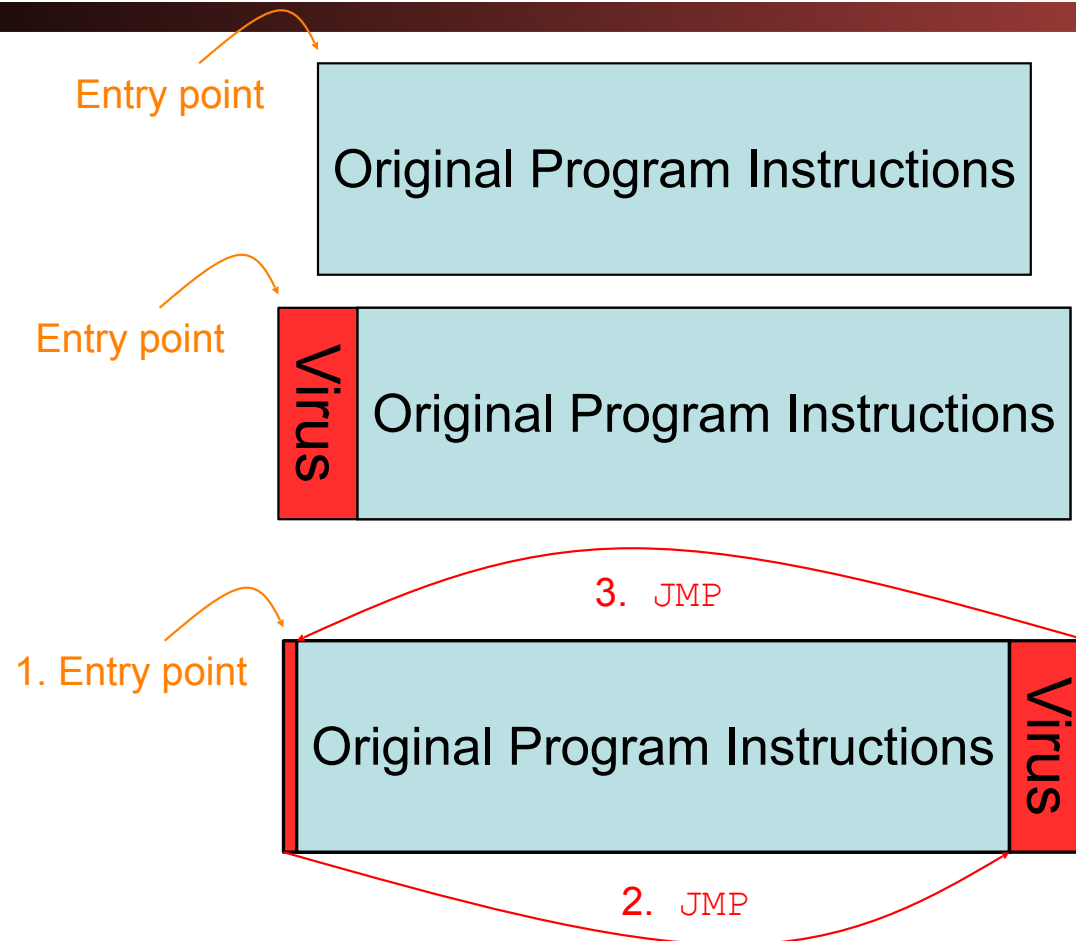 Entry point
Original Program Instructions
Entry point
Virus
Original Program Instructions
3. JMP
1. Entry point
Original Program Instructions
Virus
2. JMP